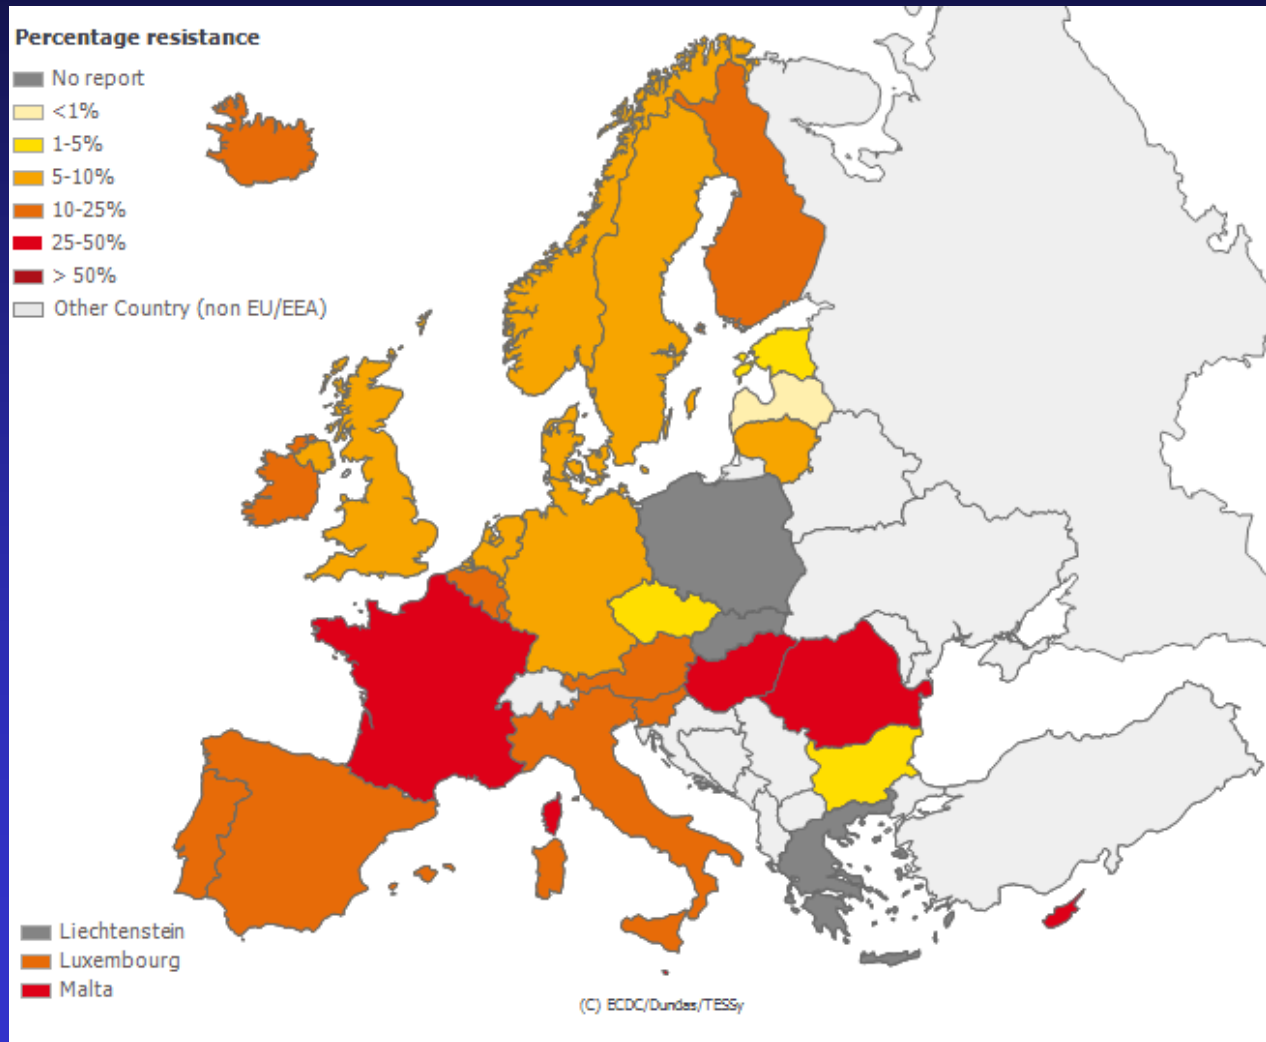 Percentage resistance
No report
<1%
1-5%
5-10%
10-25%
25-50%
> 50%
Other Country (non EU/EEA)
Liechtenstein
Luxembourg
Malta
(C) ECDC/Dundas/TESSy